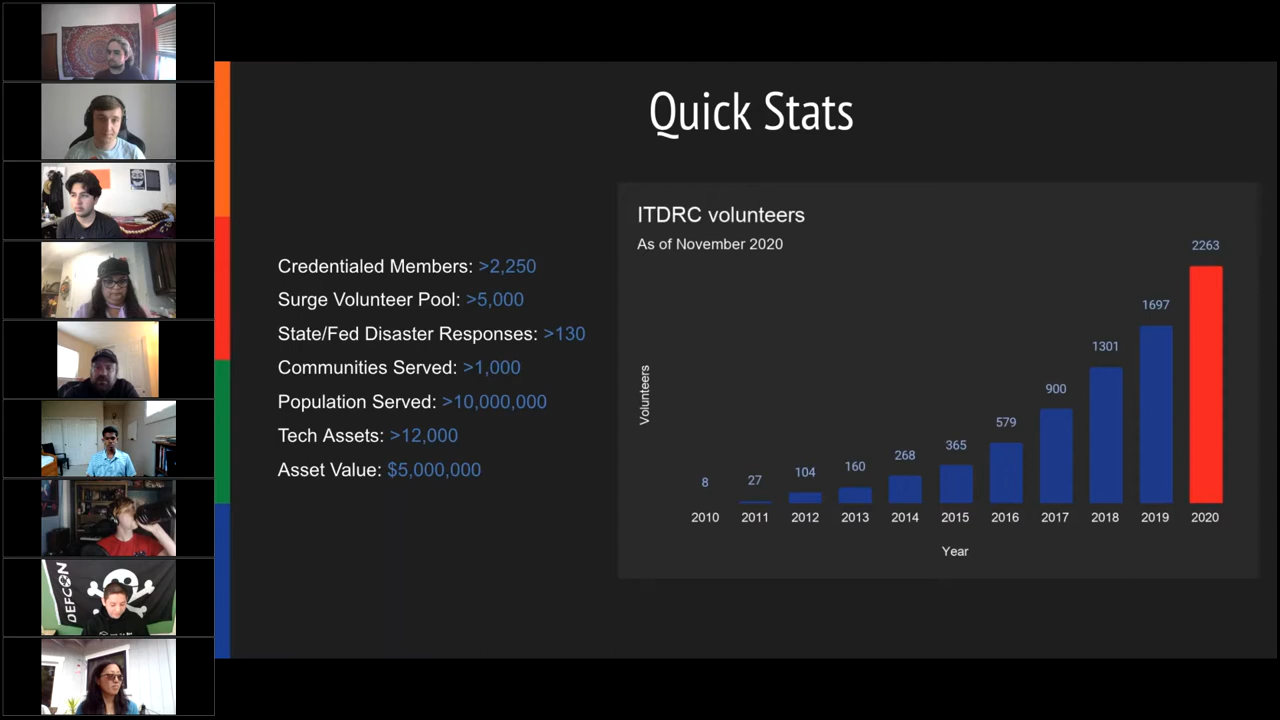 Quick Stats
Credentialed Members: >2,250
Surge Volunteer Pool: >5,000
State/Fed Disaster Responses: >130
Communities Served: >1,000
Population Served: >10,000,000
Tech Assets: >12,000
Asset Value: $5,000,000
ITDRC volunteers
As of November 2020
Volunteers
8
27
104
160
268
365
579
900
1301
1697
2263
2010 2011 2012 2013 2014 2015 2016 2017 2018 2019 2020
Year
DEFCON